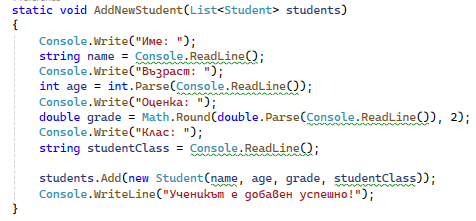 static void AddNewStudent(List<Student> students)
{
    Console.Write("Име: ");
    string name = Console.ReadLine();
    Console.Write("Възраст: ");
    int age = int.Parse(Console.ReadLine());
    Console.Write("Оценка: ");
    double grade = Math.Round(double.Parse(Console.ReadLine()), 2);
    Console.Write("Клас: ");
    string studentClass = Console.ReadLine();

    students.Add(new Student(name, age, grade, studentClass));
    Console.WriteLine("Ученикът е добавен успешно!");
}